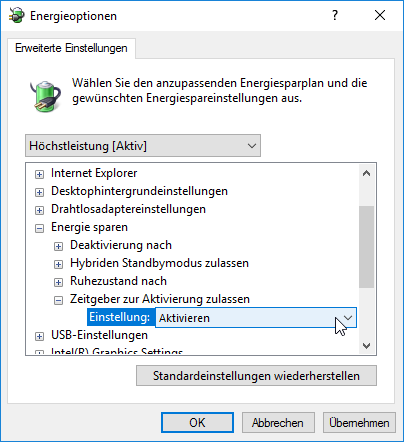 Energieoptionen
Erweiterte Einstellungen
Wählen Sie den anzupassenden Energiesparplan und die
gewünschten Energiespareinstellungen aus.
Höchstleistung [Aktiv]
Internet Explorer
Desktophintergrundeinstellungen
Drahtlosadaptereinstellungen
Energie sparen
Deaktivierung nach
Hybriden Standbymodus zulassen
Ruhezustand nach
Zeitgeber zur Aktivierung zulassen
Einstellung: Aktivieren
USB-Einstellungen
Intel(R) Graphics Settings
Standardeinstellungen wiederherstellen
OK Abbrechen Übernehmen